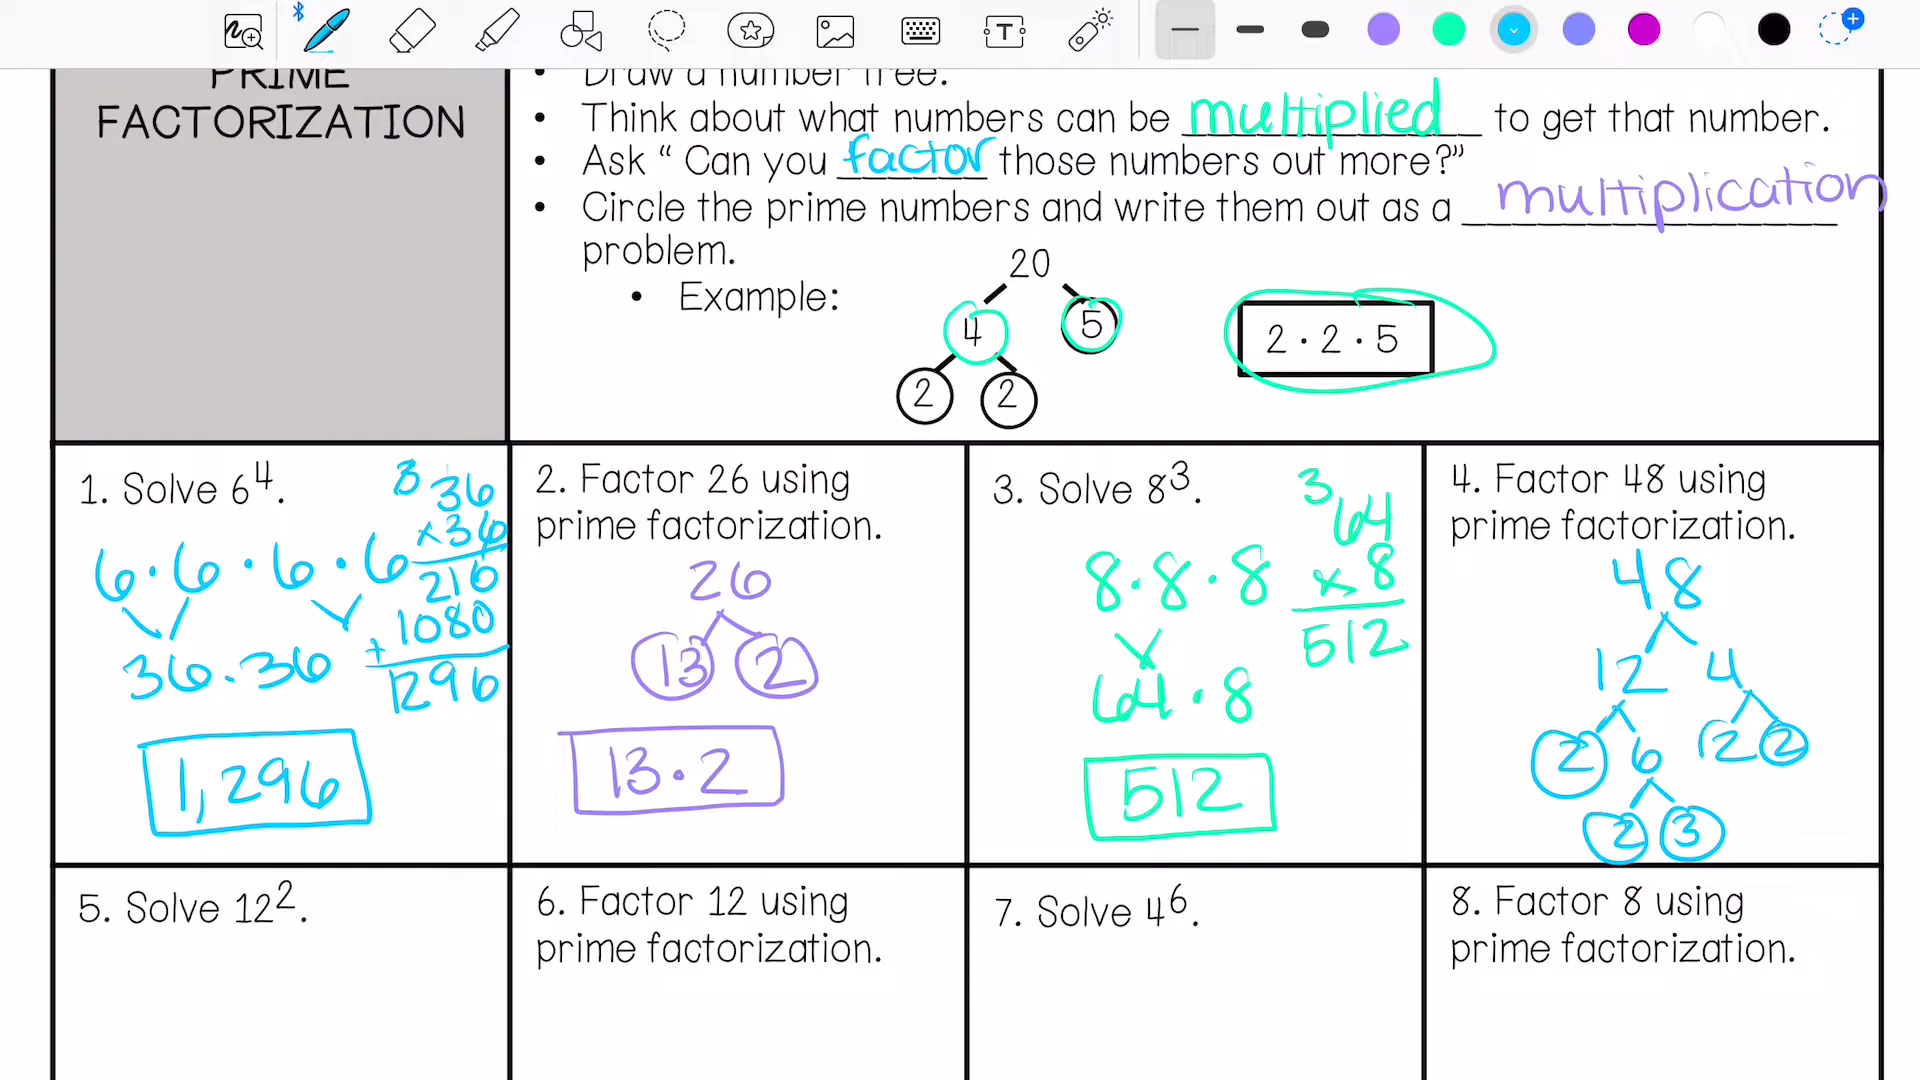 T
PRIME
FACTORIZATION
• Draw a number tree.
• Think about what numbers can be multiplied to get that number.
• Ask “ Can you factor those numbers out more?”
• Circle the prime numbers and write them out as a multiplication
problem.
• Example:
20
4 5
2 2
2 · 2 · 5
1. Solve 6⁴.
6 · 6 · 6 · 6
36 · 36
3
36
x36
216
+1080
1296
1,296
2. Factor 26 using
prime factorization.
26
13 2
13 · 2
3. Solve 8³.
8 · 8 · 8
64 · 8
3
64
x8
512
512
4. Factor 48 using
prime factorization.
48
12 4
2 6 2 2
2 3
5. Solve 12².
6. Factor 12 using
prime factorization.
7. Solve 4⁶.
8. Factor 8 using
prime factorization.